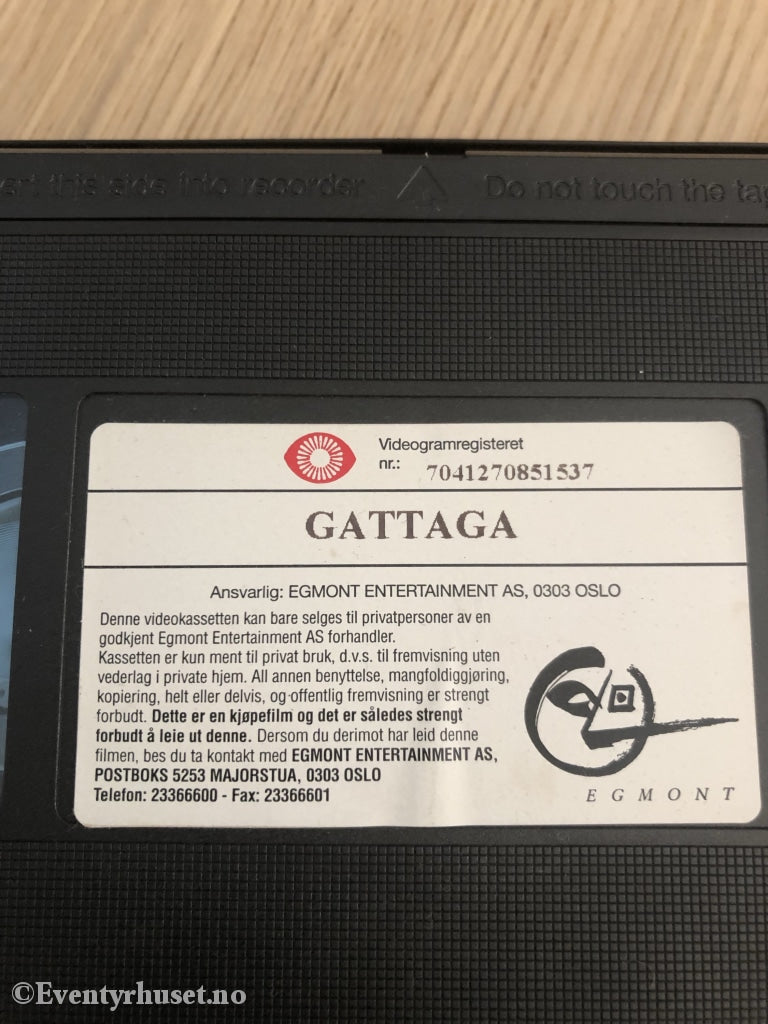 this side into recorder Do not touch the
Videogramregisteret
nr.: 7041270851537
GATTAGA
Ansvarlig: EGMONT ENTERTAINMENT AS, 0303 OSLO
Denne videokassetten kan bare selges til privatpersoner av en
godkjent Egmont Entertainment AS forhandler.
Kassetten er kun ment til privat bruk, d.v.s. til fremvisning uten
vederlag i private hjem. All annen benyttelse, mangfoldiggjøring,
kopiering, helt eller delvis, og offentlig fremvisning er strengt
forbudt. Dette er en kjøpefilm og det er således strengt
forbudt å leie ut denne. Dersom du derimot har leid denne
filmen, bes du ta kontakt med EGMONT ENTERTAINMENT AS,
POSTBOKS 5253 MAJORSTUA, 0303 OSLO
Telefon: 23366600 - Fax: 23366601
EGMONT
©Eventyrhuset.no